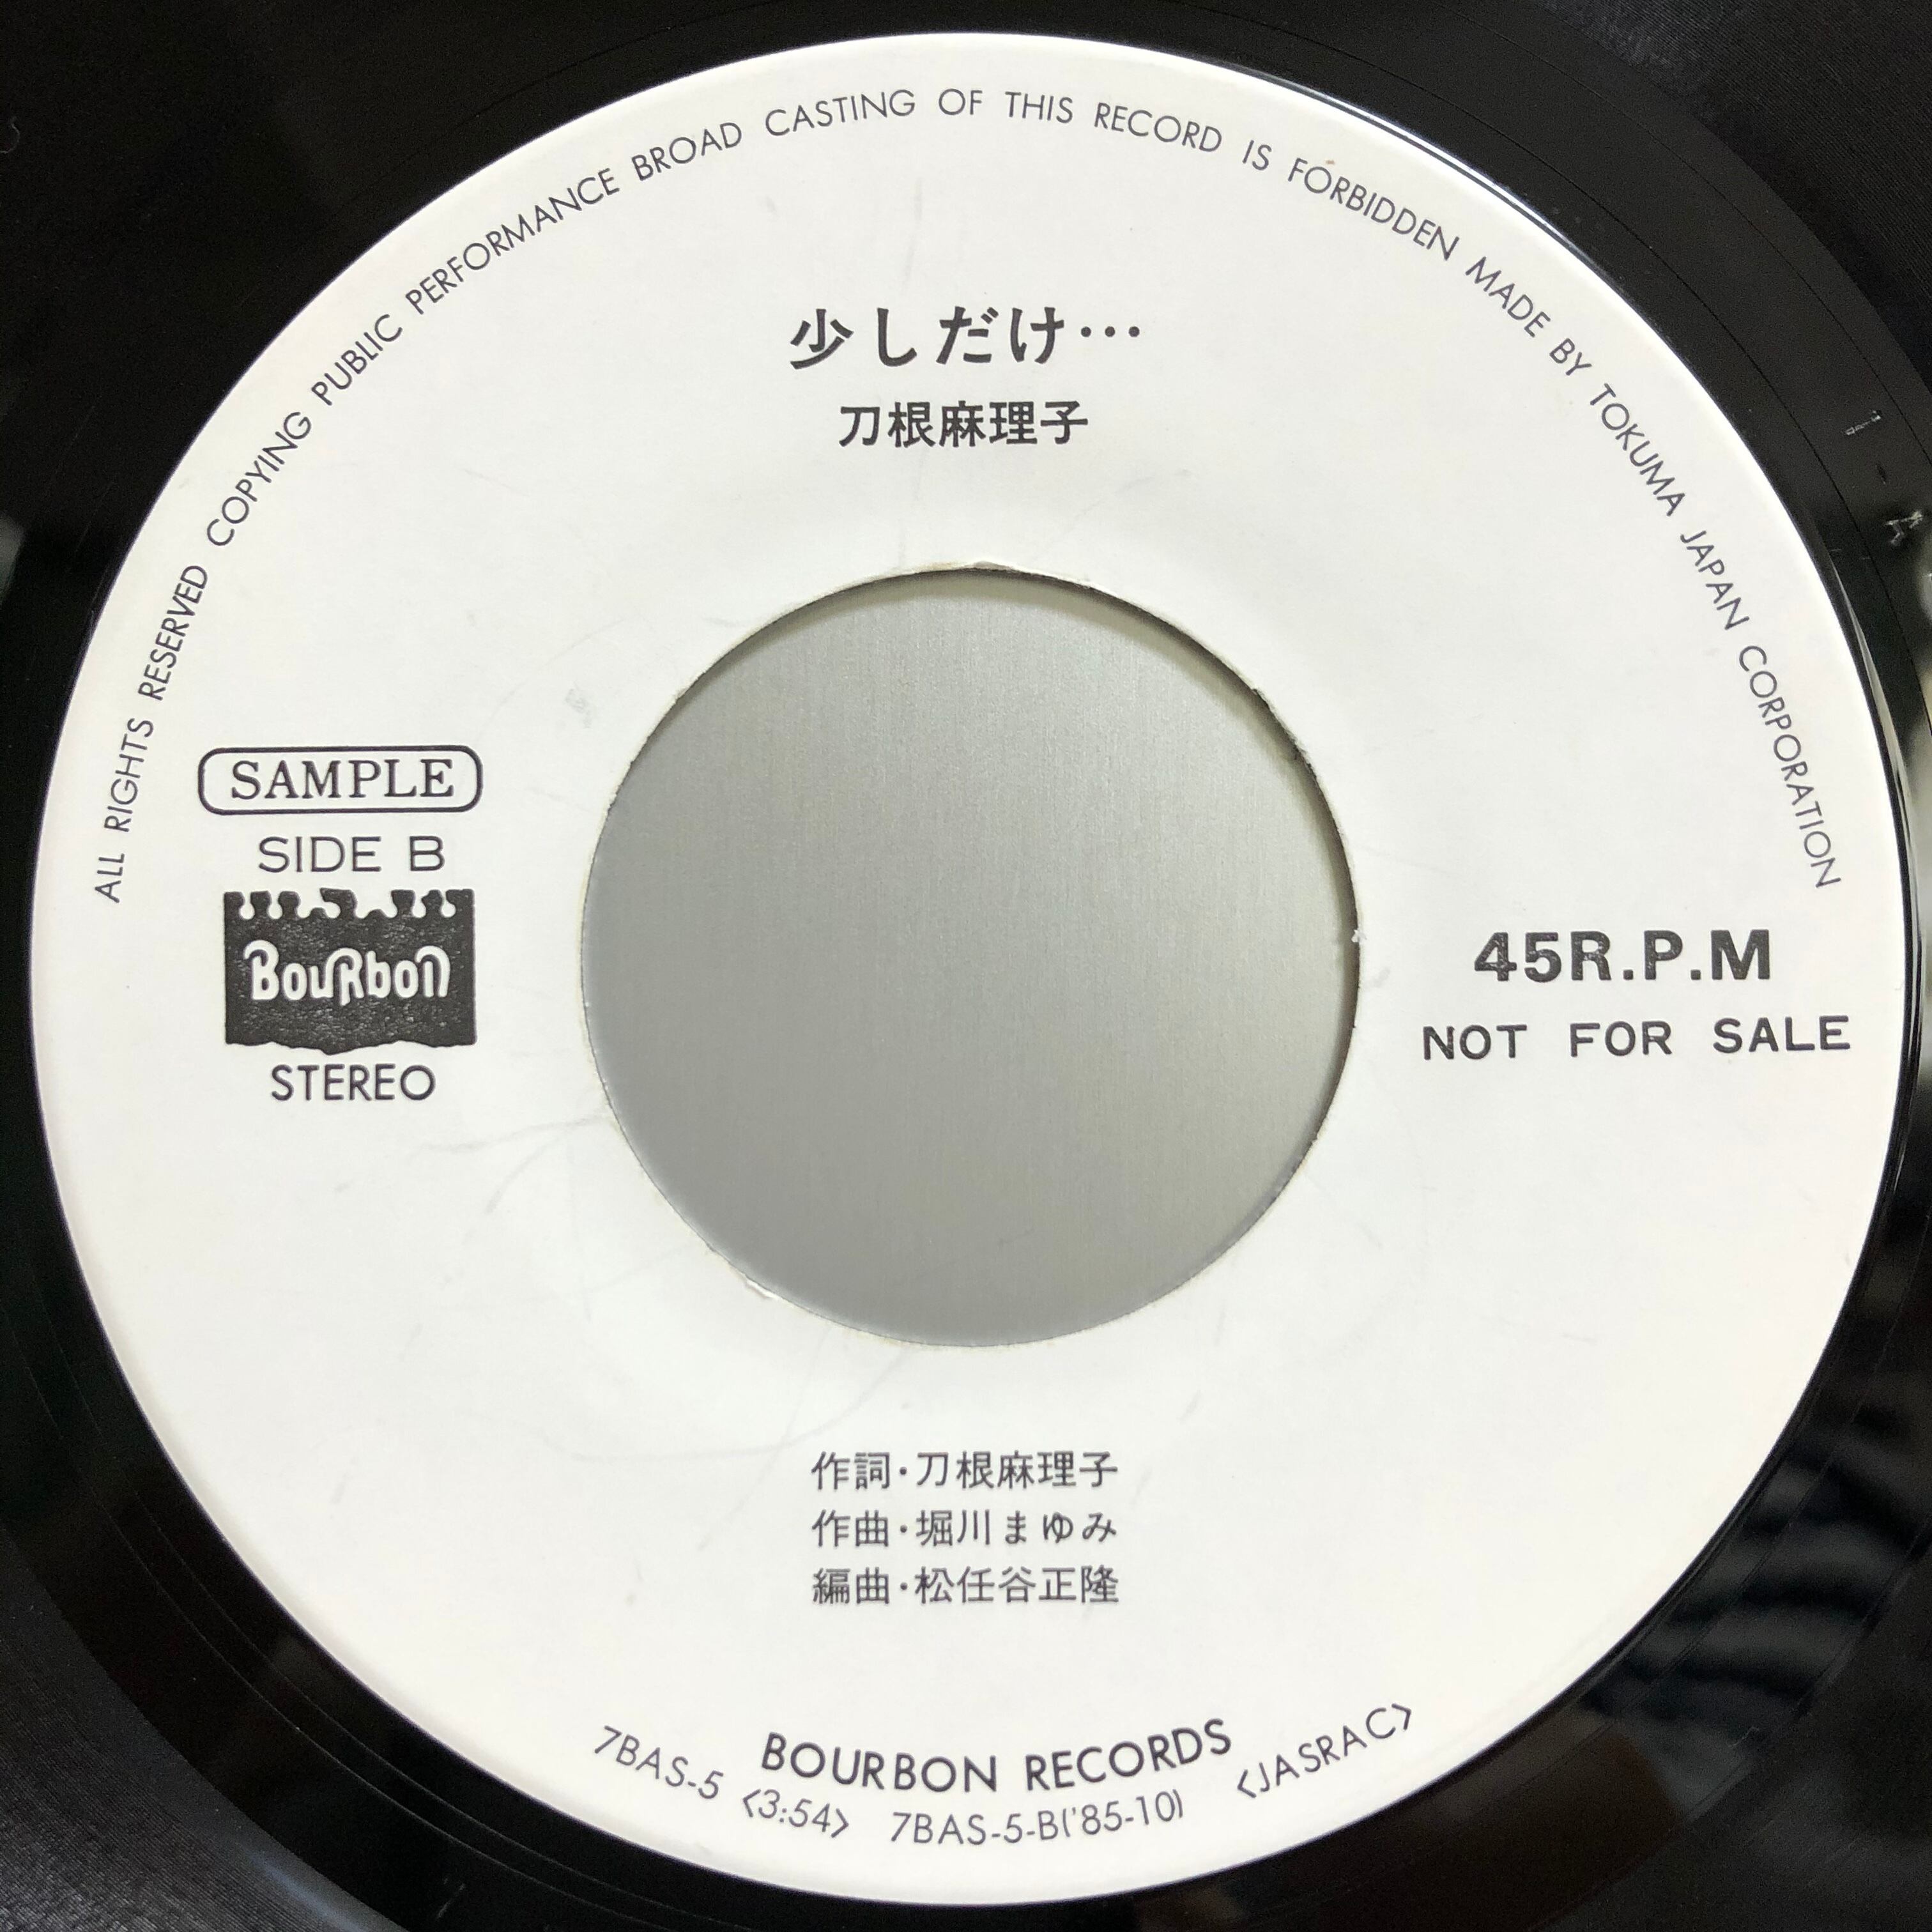 ALL RIGHTS RESERVED COPYING PUBLIC PERFORMANCE BROAD CASTING OF THIS RECORD IS FORBIDDEN MADE BY TOKUMA JAPAN CORPORATION
少しだけ…
刀根麻理子
SAMPLE
SIDE B
Bourbon
STEREO
45R.P.M
NOT FOR SALE
作詞・刀根麻理子
作曲・堀川まゆみ
編曲・松任谷正隆
BOURBON RECORDS
7BAS-5 〈3:54〉 7BAS-5-B('85-10) 〈JASRAC〉